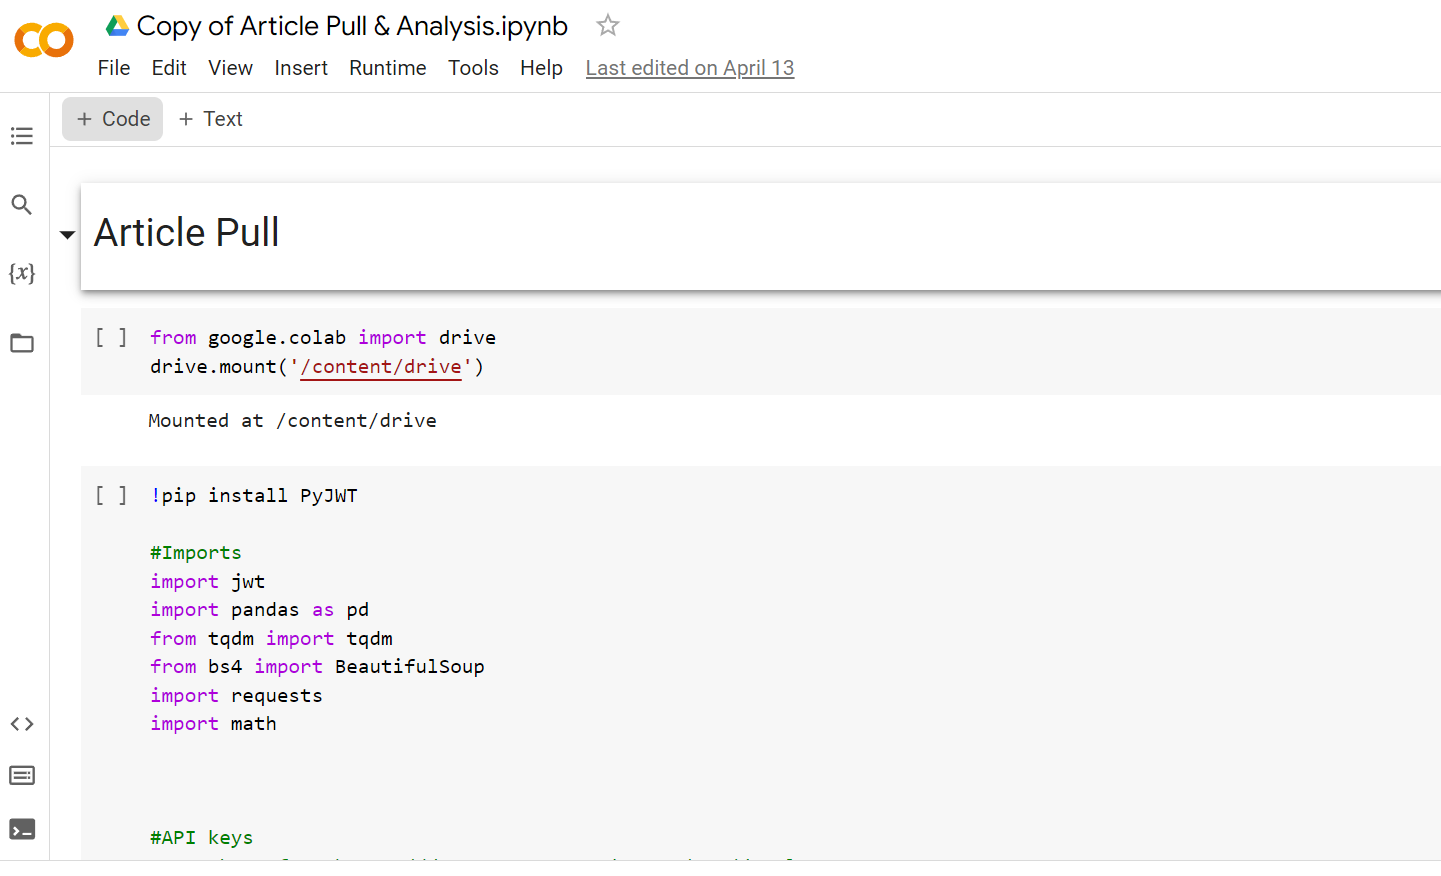 Copy of Article Pull & Analysis.ipynb
File Edit View Insert Runtime Tools Help Last edited on April 13
+ Code + Text
Article Pull
{x}
[ ] from google.colab import drive
drive.mount('/content/drive')
Mounted at /content/drive
[ ] !pip install PyJWT
#Imports
import jwt
import pandas as pd
from tqdm import tqdm
from bs4 import BeautifulSoup
import requests
import math
#API keys